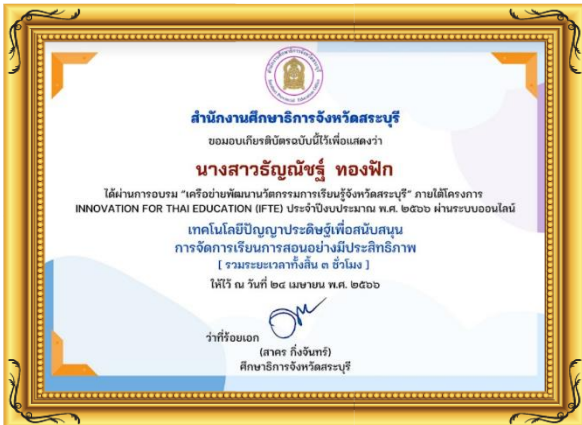 สำนักงานศึกษาธิการจังหวัดสระบุรี
ขอมอบเกียรติบัตรฉบับนี้ไว้เพื่อแสดงว่า
นางสาวธัญณัชฐ์ ทองฟัก
ได้ผ่านการอบรม “เครือข่ายพัฒนานวัตกรรมการเรียนรู้จังหวัดสระบุรี” ภายใต้โครงการ
INNOVATION FOR THAI EDUCATION (IFTE) ประจำปีงบประมาณ พ.ศ. ๒๕๖๖ ผ่านระบบออนไลน์
เทคโนโลยีปัญญาประดิษฐ์เพื่อสนับสนุน
การจัดการเรียนการสอนอย่างมีประสิทธิภาพ
[ รวมระยะเวลาทั้งสิ้น ๓ ชั่วโมง ]
ให้ไว้ ณ วันที่ ๒๔ เมษายน พ.ศ. ๒๕๖๖
ว่าที่ร้อยเอก
(สาคร กิ่งจันทร์)
ศึกษาธิการจังหวัดสระบุรี